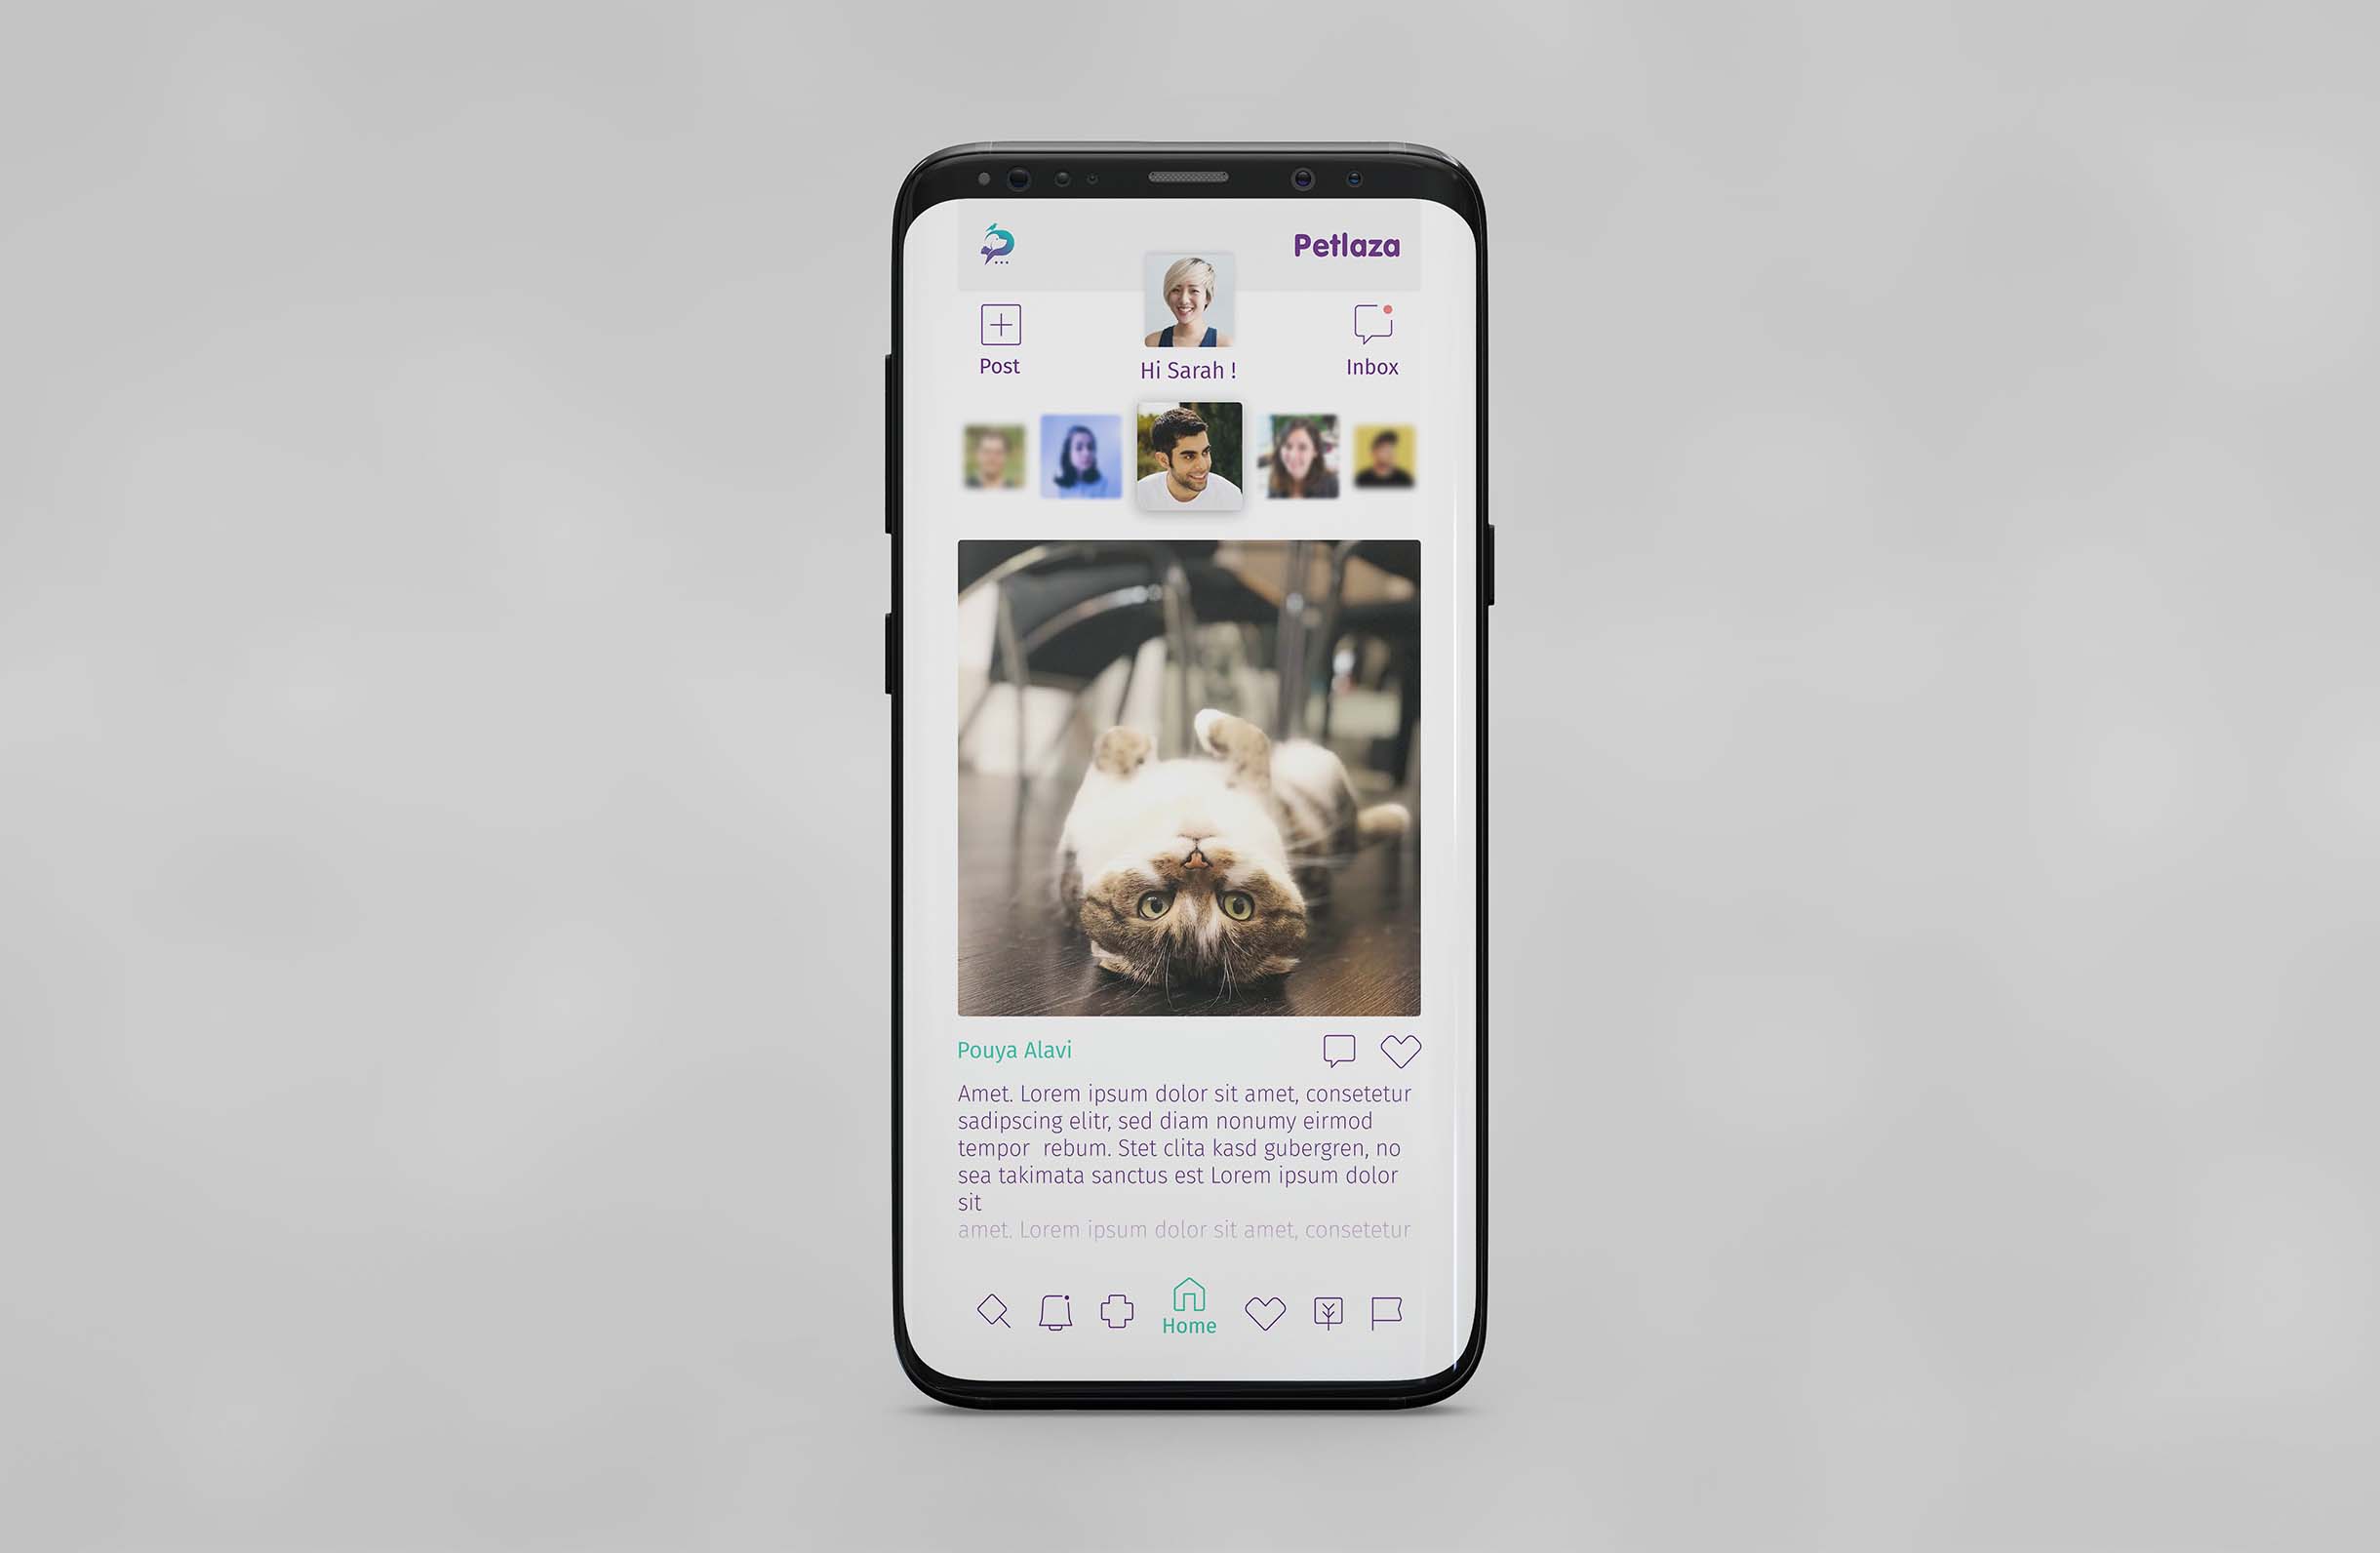 Petlaza
Post
Hi Sarah !
Inbox
Pouya Alavi
Amet. Lorem ipsum dolor sit amet, consetetur
sadipscing elitr, sed diam nonumy eirmod
tempor  rebum. Stet clita kasd gubergren, no
sea takimata sanctus est Lorem ipsum dolor
sit
amet. Lorem ipsum dolor sit amet, consetetur
Home